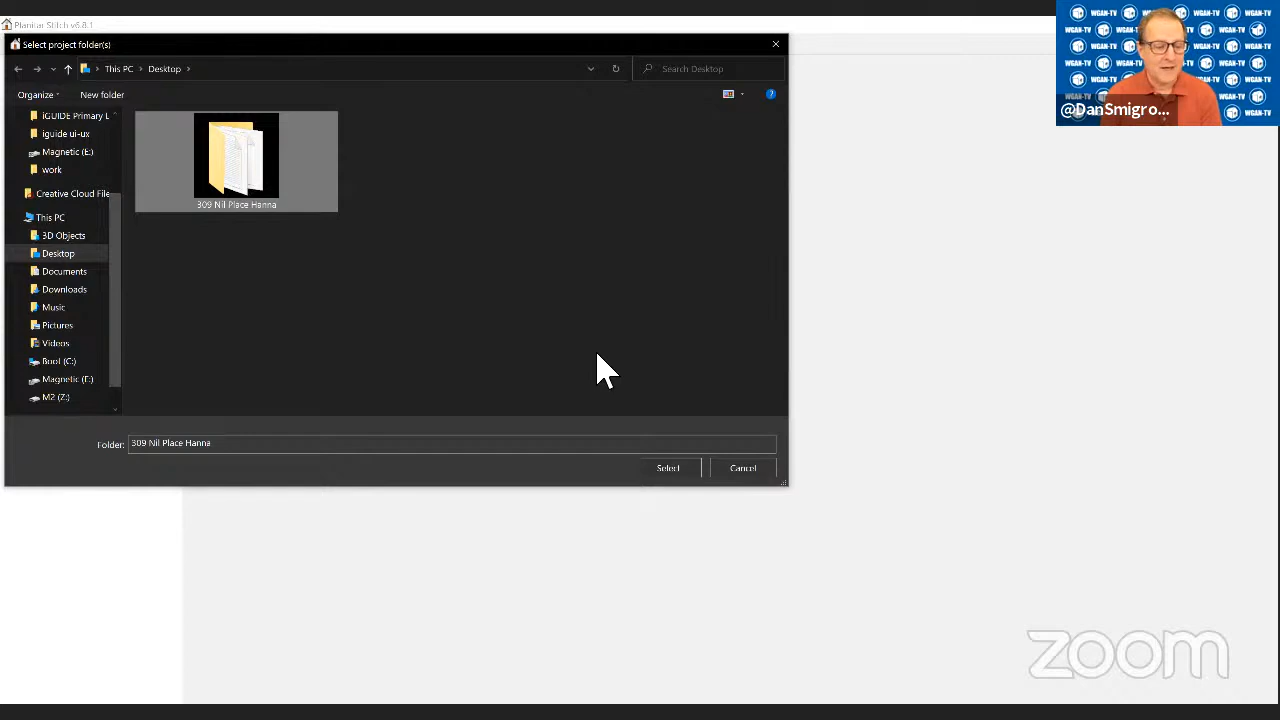 Planitar Stitch v6.8.1
Select project folder(s)
This PC > Desktop >
Search Desktop
Organize
New folder
iGUIDE Primary L
iguide ui-ux
Magnetic (E:)
work
Creative Cloud File
This PC
3D Objects
Desktop
Documents
Downloads
Music
Pictures
Videos
Boot (C:)
Magnetic (E:)
M2 (Z:)
309 Nil Place Hanna
Folder:
309 Nil Place Hanna
Select
Cancel
WGAN-TV
@DanSmigro...
zoom